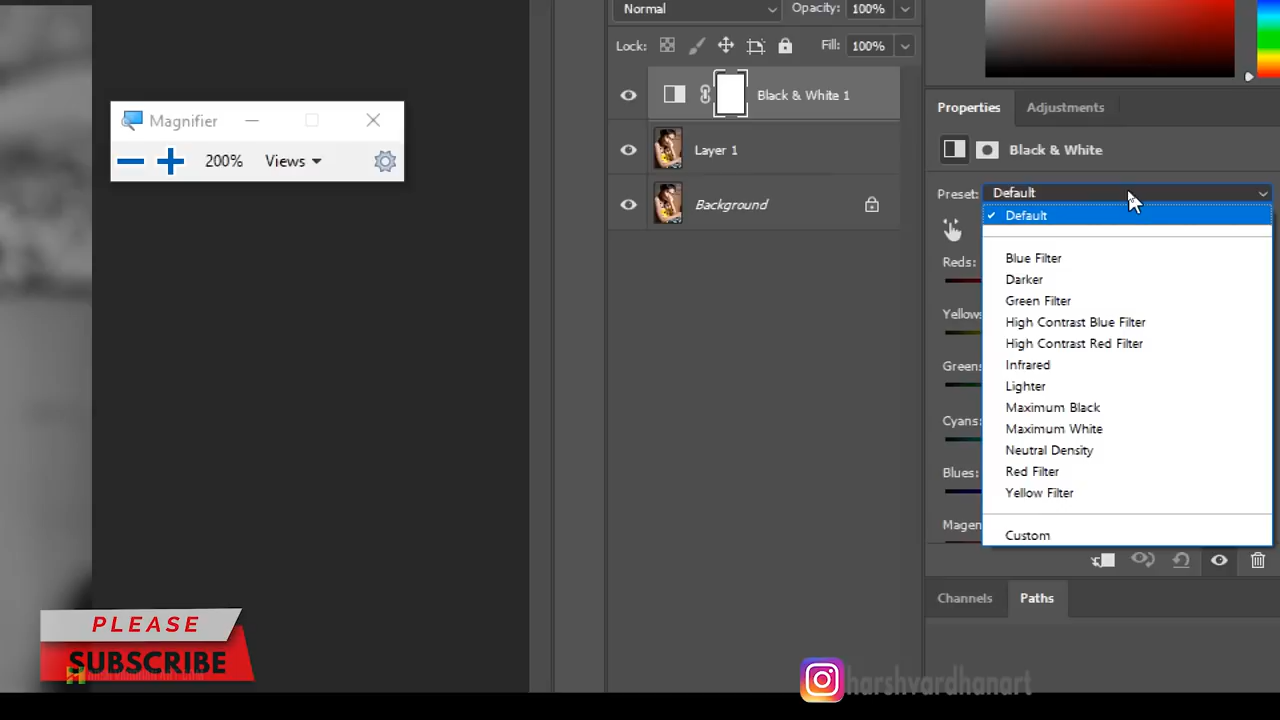 Normal Opacity: 100%
Lock: Fill: 100%
Black & White 1
Layer 1
Background
Magnifier
200% Views
Properties Adjustments
Black & White
Preset: Default
Default
Blue Filter
Darker
Green Filter
High Contrast Blue Filter
High Contrast Red Filter
Infrared
Lighter
Maximum Black
Maximum White
Neutral Density
Red Filter
Yellow Filter
Custom
Reds:
Yellow
Greens
Cyans:
Blues:
Magen
Channels Paths
PLEASE
SUBSCRIBE
harshvardhanart